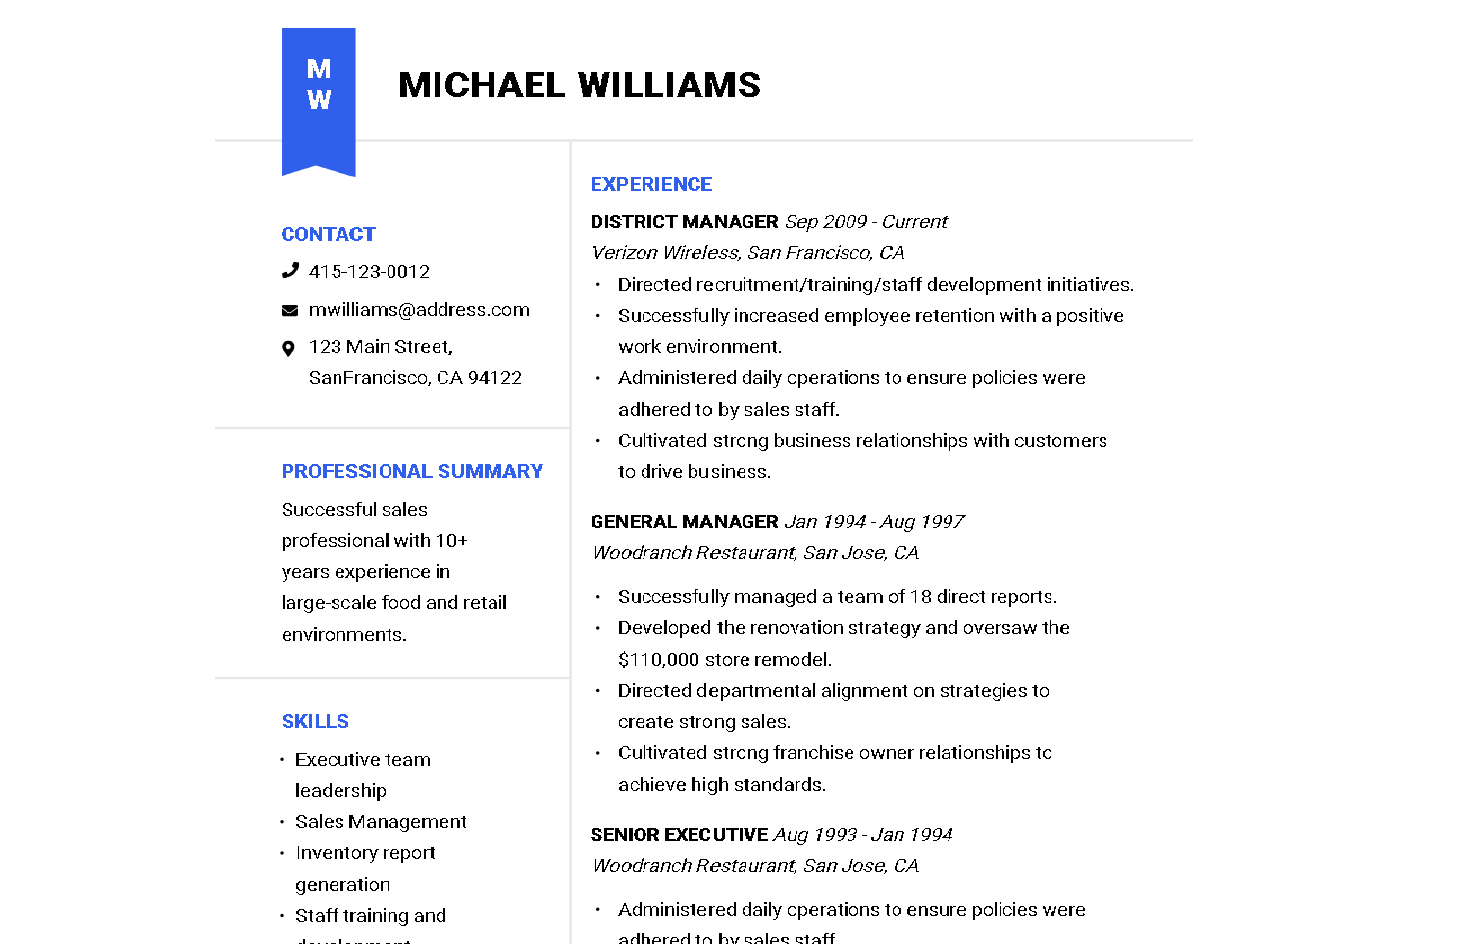 M
W
MICHAEL WILLIAMS
CONTACT
415-123-0012
mwilliams@address.com
123 Main Street,
SanFrancisco, CA 94122
PROFESSIONAL SUMMARY
Successful sales
professional with 10+
years experience in
large-scale food and retail
environments.
SKILLS
• Executive team
leadership
• Sales Management
• Inventory report
generation
• Staff training and
development
EXPERIENCE
DISTRICT MANAGER Sep 2009 - Current
Verizon Wireless, San Francisco, CA
• Directed recruitment/training/staff development initiatives.
• Successfully increased employee retention with a positive
work environment.
• Administered daily operations to ensure policies were
adhered to by sales staff.
• Cultivated strong business relationships with customers
to drive business.
GENERAL MANAGER Jan 1994 - Aug 1997
Woodranch Restaurant, San Jose, CA
• Successfully managed a team of 18 direct reports.
• Developed the renovation strategy and oversaw the
$110,000 store remodel.
• Directed departmental alignment on strategies to
create strong sales.
• Cultivated strong franchise owner relationships to
achieve high standards.
SENIOR EXECUTIVE Aug 1993 - Jan 1994
Woodranch Restaurant, San Jose, CA
• Administered daily operations to ensure policies were
adhered to by sales staff